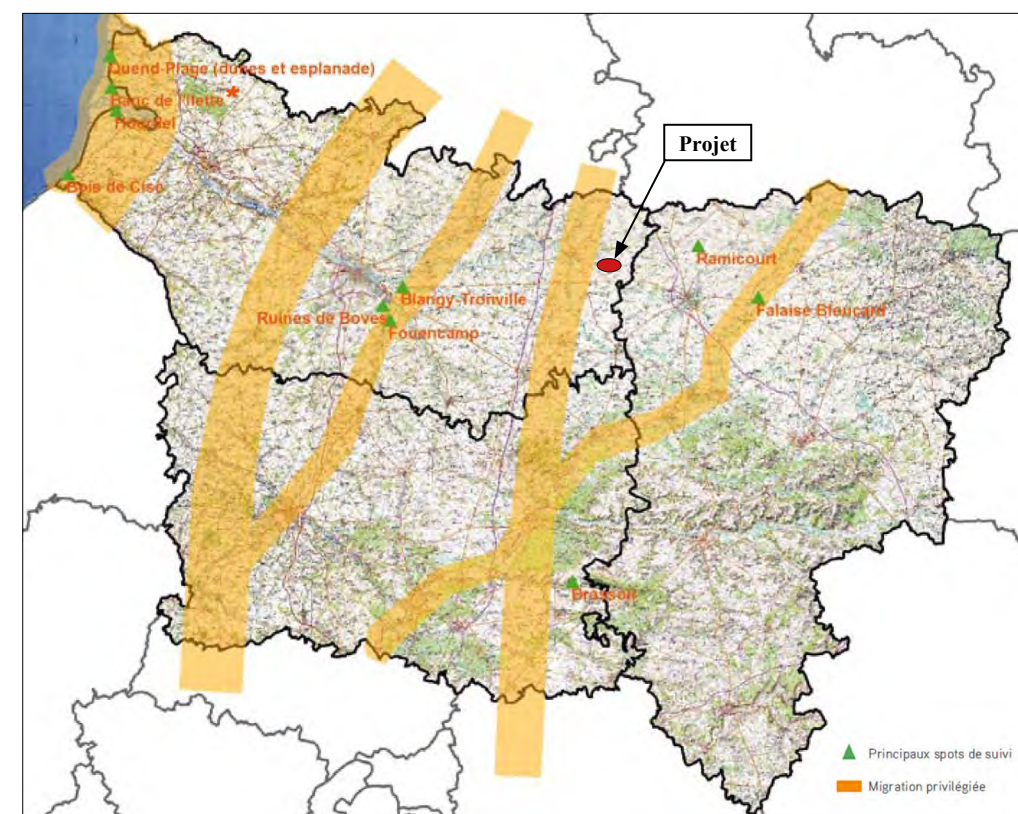 Quend-Plage (dunes et esplanade)
Banc de l'Ilette
Hourdel
Bois de Cise
Projet
Ramicourt
Blangy-Tronville
Ruines de Boves
Fouencamp
Falaise Bloucard
Brasson
Principaux spots de suivi
Migration privilégiée